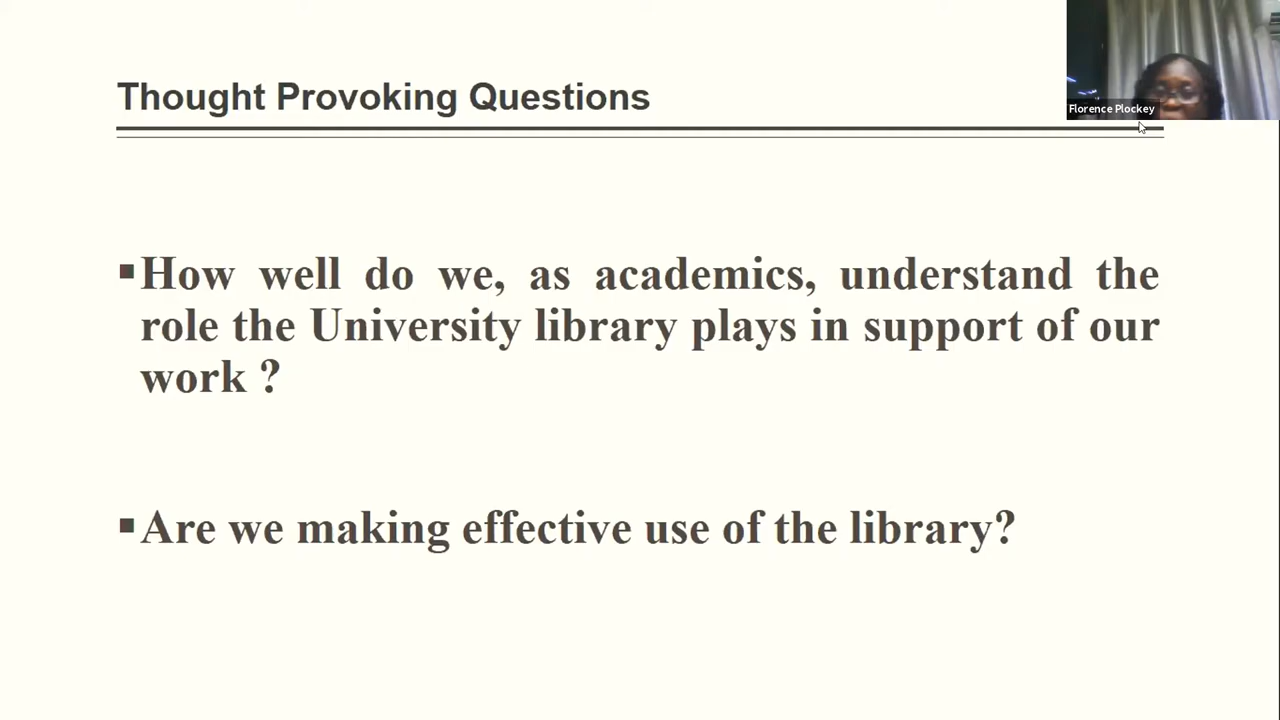 Thought Provoking Questions
Florence Plockey
▪How well do we, as academics, understand the
role the University library plays in support of our
work ?
▪Are we making effective use of the library?